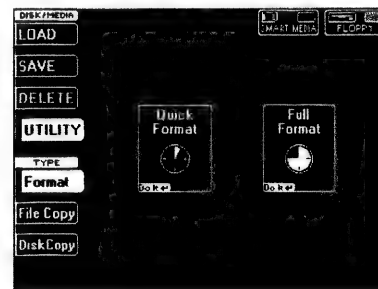 DISK/MEDIA
LOAD
SAVE
DELETE
UTILITY
TYPE
Format
File Copy
DiskCopy
SMART MEDIA
FLOPPY
Quick
Format
Do It ↵
Full
Format
Do It ↵